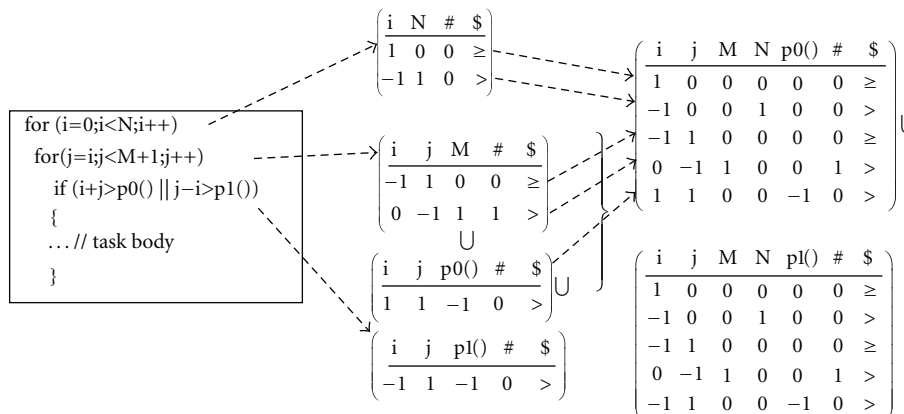 for (i=0;i<N;i++)
for(j=i;j<M+1;j++)
if (i+j>p0() || j−i>p1())
{
... // task body
}
i N # $
1 0 0 ≥
−1 1 0 >
i j M # $
−1 1 0 0 ≥
0 −1 1 1 >
∪
i j p0() # $
1 1 −1 0 >
∪
i j p1() # $
−1 1 −1 0 >
i j M N p0() # $
1 0 0 0 0 0 ≥
−1 0 0 1 0 0 >
−1 1 0 0 0 0 ≥
0 −1 1 0 0 1 >
1 1 0 0 −1 0 >
∪
i j M N p1() # $
1 0 0 0 0 0 ≥
−1 0 0 1 0 0 >
−1 1 0 0 0 0 ≥
0 −1 1 0 0 1 >
−1 1 0 0 −1 0 >